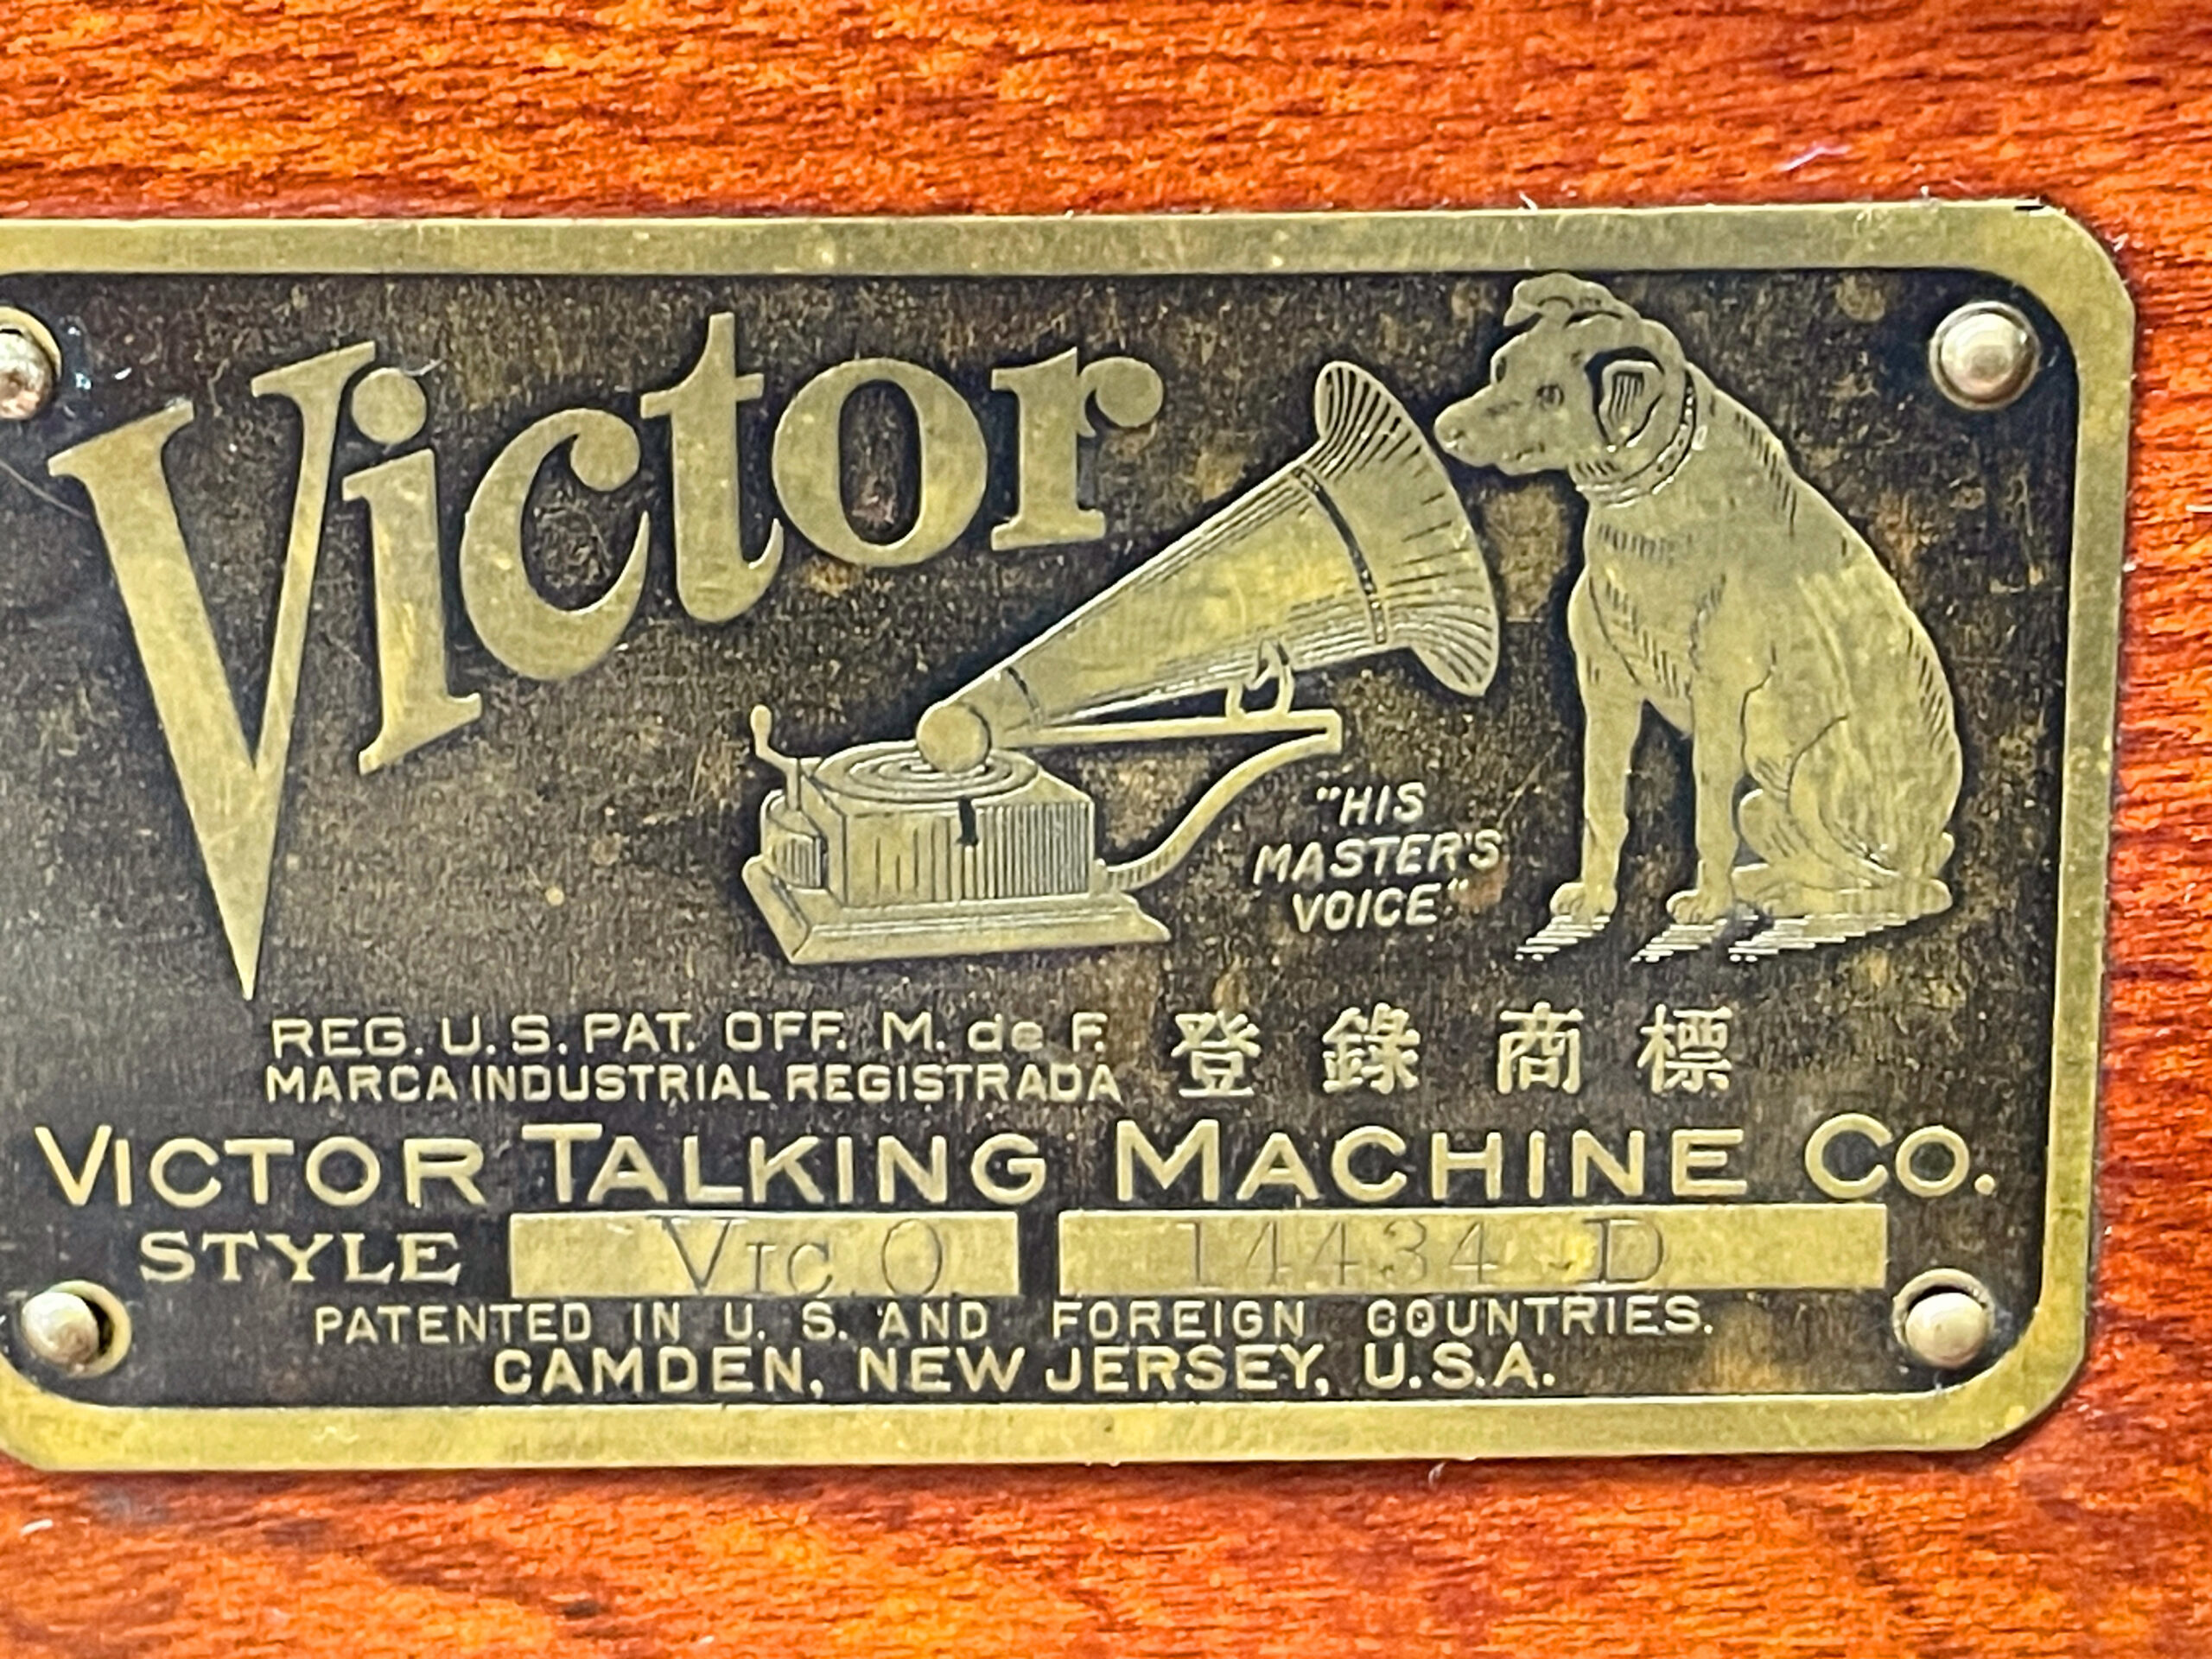 Victor
"HIS
MASTER'S
VOICE"
REG. U. S. PAT. OFF. M. de F.
MARCA INDUSTRIAL REGISTRADA
登錄商標
VICTOR TALKING MACHINE CO.
STYLE VIC. O 14434 D
PATENTED IN U. S. AND FOREIGN COUNTRIES.
CAMDEN, NEW JERSEY, U.S.A.